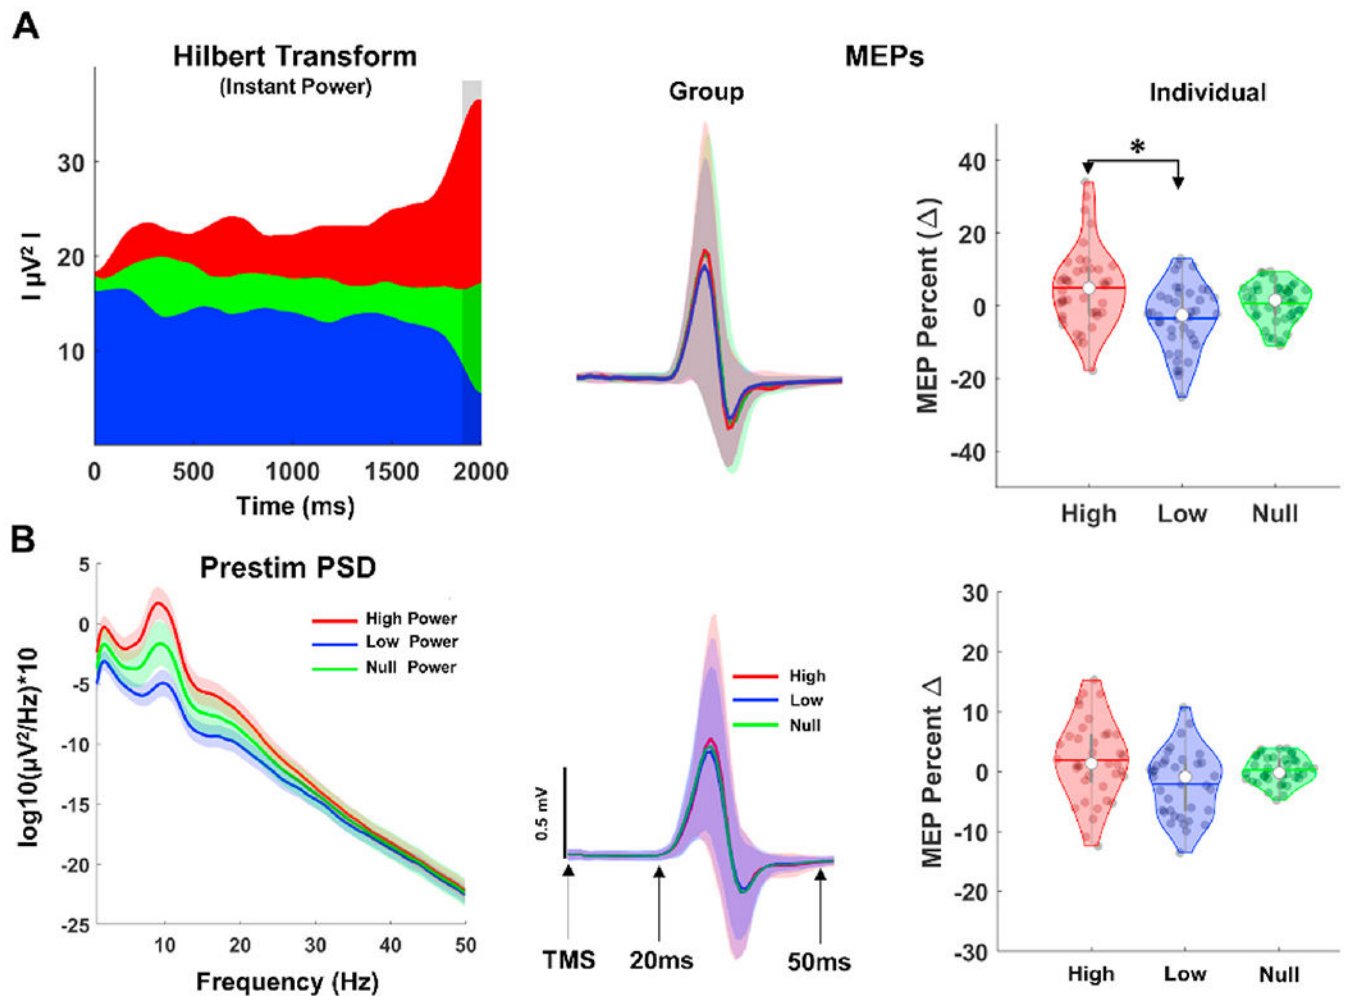 A
Hilbert Transform
(Instant Power)
MEPs
Group
Individual
I µV² I
30
20
10
0 500 1000 1500 2000
Time (ms)
MEP Percent (Δ)
40
20
0
-20
-40
*
High Low Null
B
Prestim PSD
log10(µV²/Hz)*10
5
0
-5
-10
-15
-20
-25
High Power
Low Power
Null Power
10 20 30 40 50
Frequency (Hz)
High
Low
Null
0.5 mV
TMS 20ms 50ms
MEP Percent Δ
30
20
10
0
-10
-20
-30
High Low Null